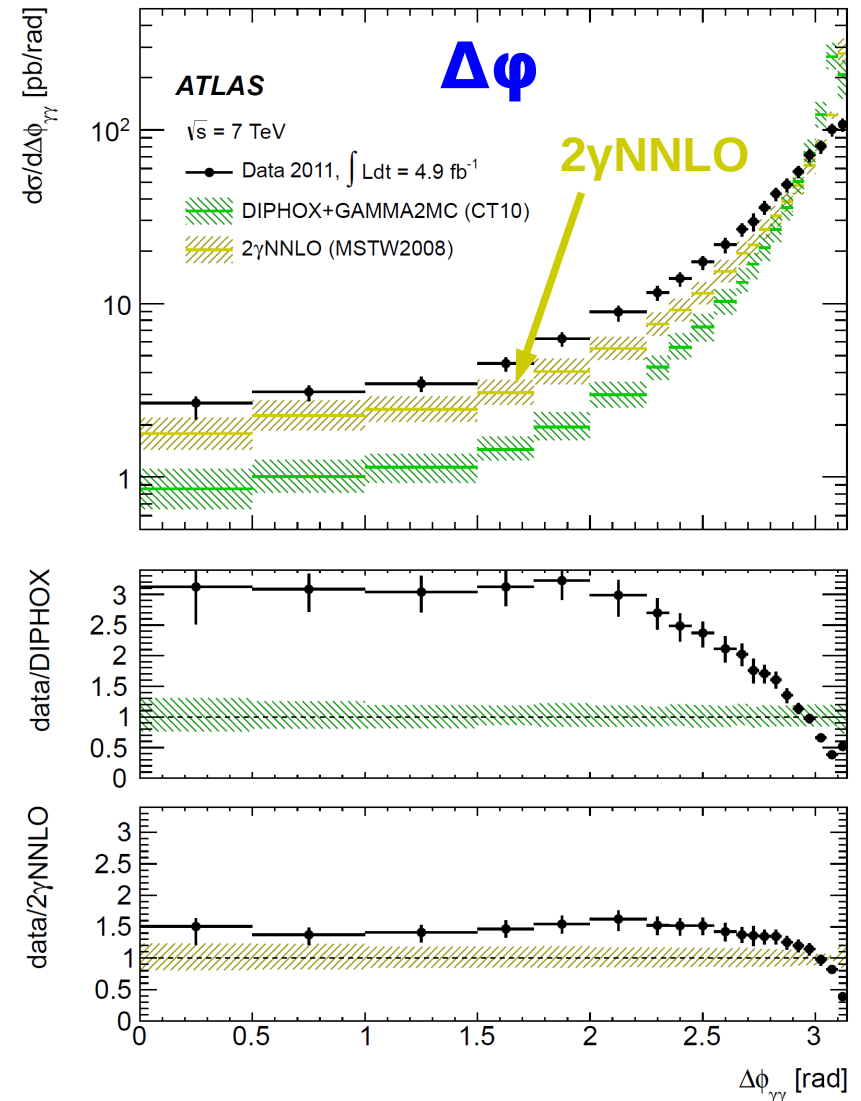 dσ/dΔϕγγ [pb/rad]
Δφ
ATLAS
√s = 7 TeV
2γNNLO
Data 2011, ∫ Ldt = 4.9 fb⁻¹
DIPHOX+GAMMA2MC (CT10)
2γNNLO (MSTW2008)
10²
10
1
data/DIPHOX
3
2.5
2
1.5
1
0.5
0
data/2γNNLO
3
2.5
2
1.5
1
0.5
0
0 0.5 1 1.5 2 2.5 3
Δϕγγ [rad]